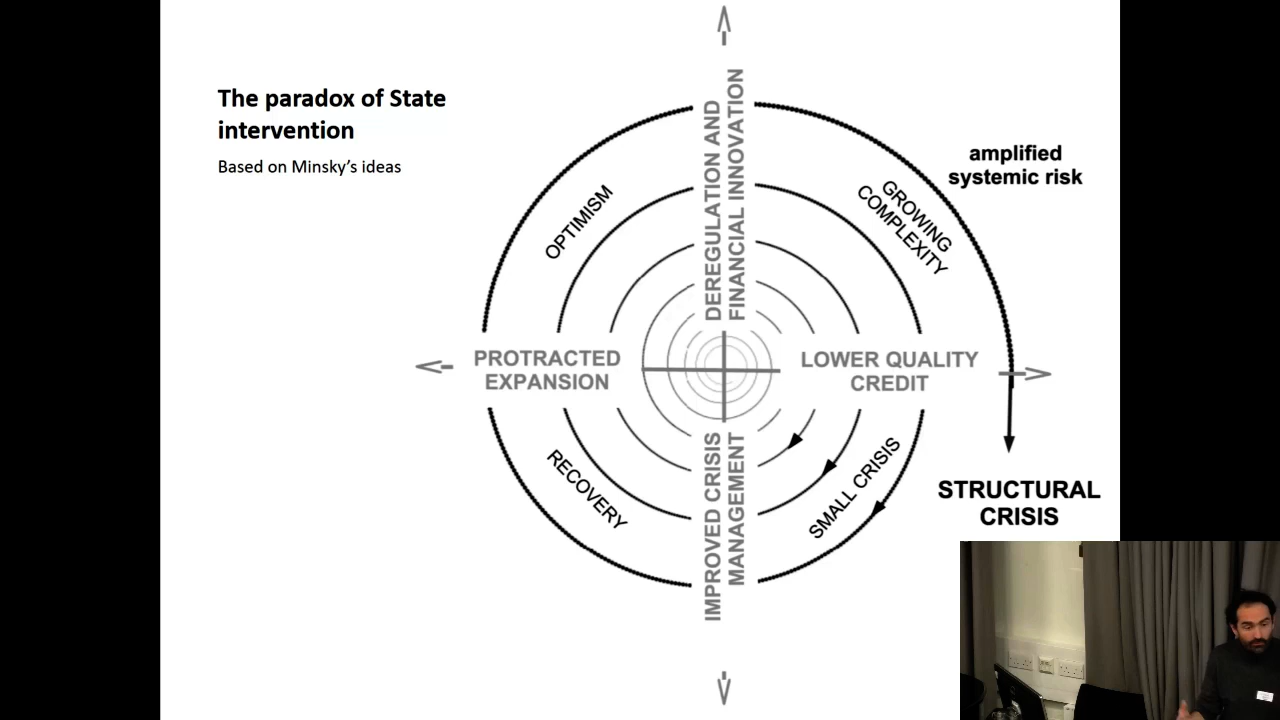 The paradox of State
intervention
Based on Minsky's ideas
DEREGULATION AND
FINANCIAL INNOVATION
amplified
systemic risk
OPTIMISM
GROWING
COMPLEXITY
PROTRACTED
EXPANSION
LOWER QUALITY
CREDIT
RECOVERY
IMPROVED CRISIS
MANAGEMENT
SMALL CRISIS
STRUCTURAL
CRISIS